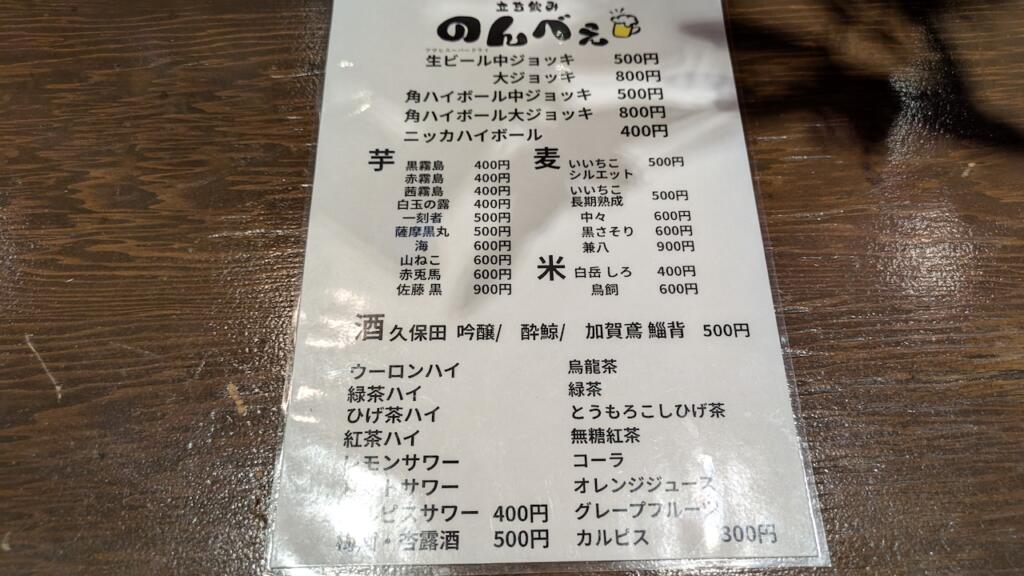 立ち飲み
のんべぇ
アサヒスーパードライ
生ビール中ジョッキ 500円
大ジョッキ 800円
角ハイボール中ジョッキ 500円
角ハイボール大ジョッキ 800円
ニッカハイボール 400円
芋
黒霧島 400円
赤霧島 400円
茜霧島 400円
白玉の露 400円
一刻者 500円
薩摩黒丸 500円
海 600円
山ねこ 600円
赤兎馬 600円
佐藤 黒 900円
麦
いいちこ シルエット 500円
いいちこ 長期熟成 500円
中々 600円
黒さそり 600円
兼八 900円
米
白岳 しろ 400円
鳥飼 600円
酒 久保田 吟醸/ 酔鯨/ 加賀鳶 鯔背 500円
ウーロンハイ
緑茶ハイ
ひげ茶ハイ
紅茶ハイ
レモンサワー
サワー
ピスサワー 400円
・杏露酒 500円
烏龍茶
緑茶
とうもろこしひげ茶
無糖紅茶
コーラ
オレンジジュース
グレープフルーツ
カルピス 300円